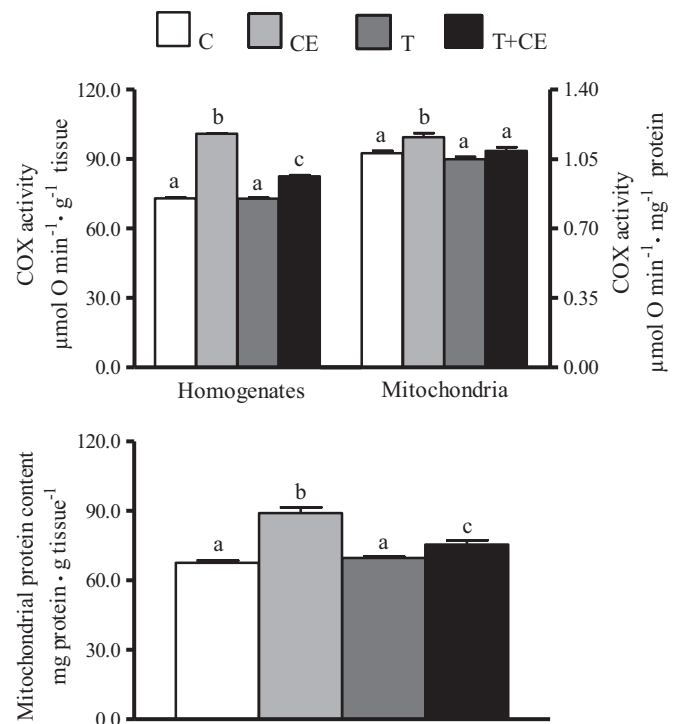 C CE T T+CE
120.0
90.0
60.0
30.0
0.0
COX activity
µmol O min⁻¹• g⁻¹ tissue
a b a c
a b a a
1.40
1.05
0.70
0.35
0.00
COX activity
µmol O min⁻¹• mg⁻¹ protein
Homogenates Mitochondria
120.0
90.0
60.0
30.0
0.0
Mitochondrial protein content
mg protein • g tissue⁻¹
a b a c